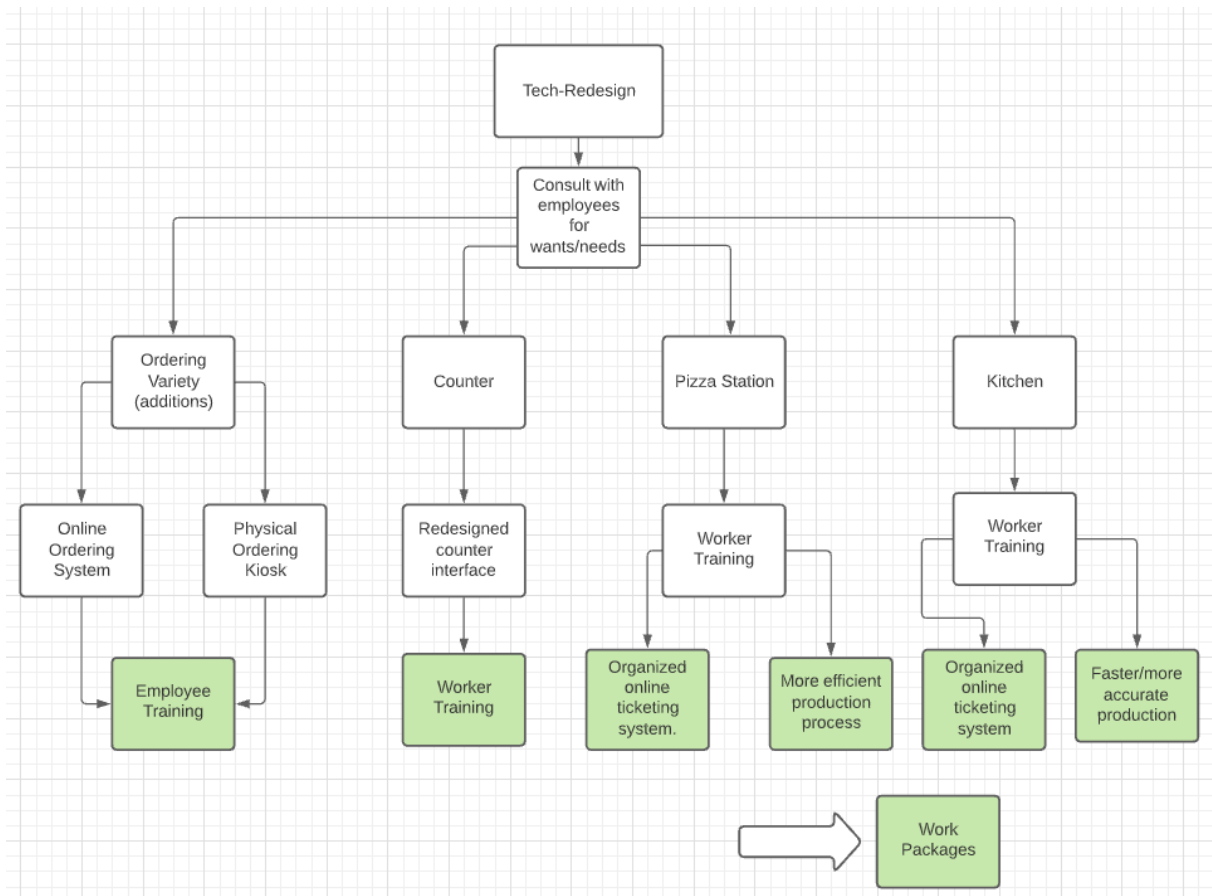 Tech-Redesign
Consult with
employees
for
wants/needs
Ordering
Variety
(additions)
Counter
Pizza Station
Kitchen
Online
Ordering
System
Physical
Ordering
Kiosk
Redesigned
counter
interface
Worker
Training
Worker
Training
Employee
Training
Worker
Training
Organized
online
ticketing
system.
More efficient
production
process
Organized
online
ticketing
system
Faster/more
accurate
production
Work
Packages